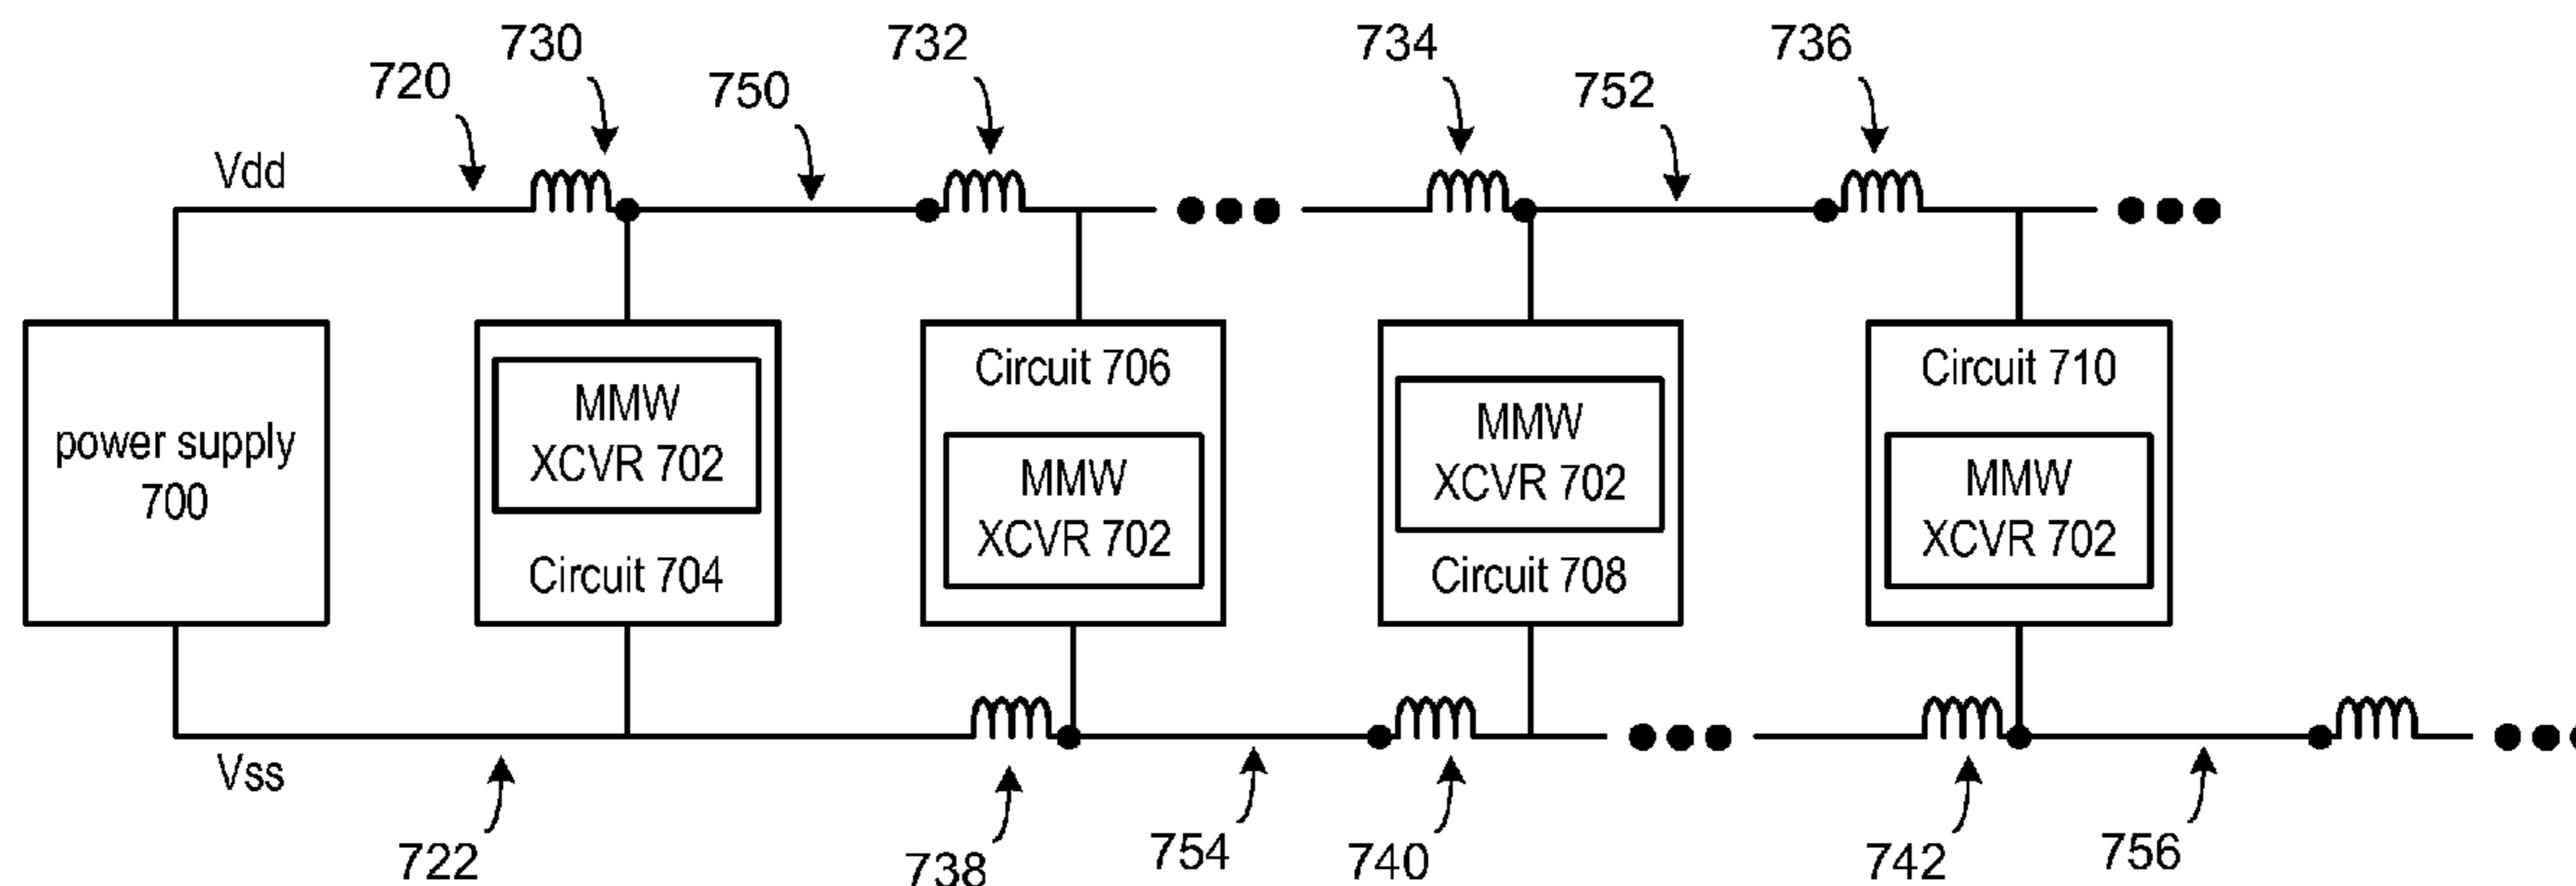 730
732
734
736
720
750
752
Vdd
power supply
700
MMW
XCVR 702
Circuit 704
Circuit 706
MMW
XCVR 702
MMW
XCVR 702
Circuit 708
Circuit 710
MMW
XCVR 702
Vss
722
738
754
740
742
756